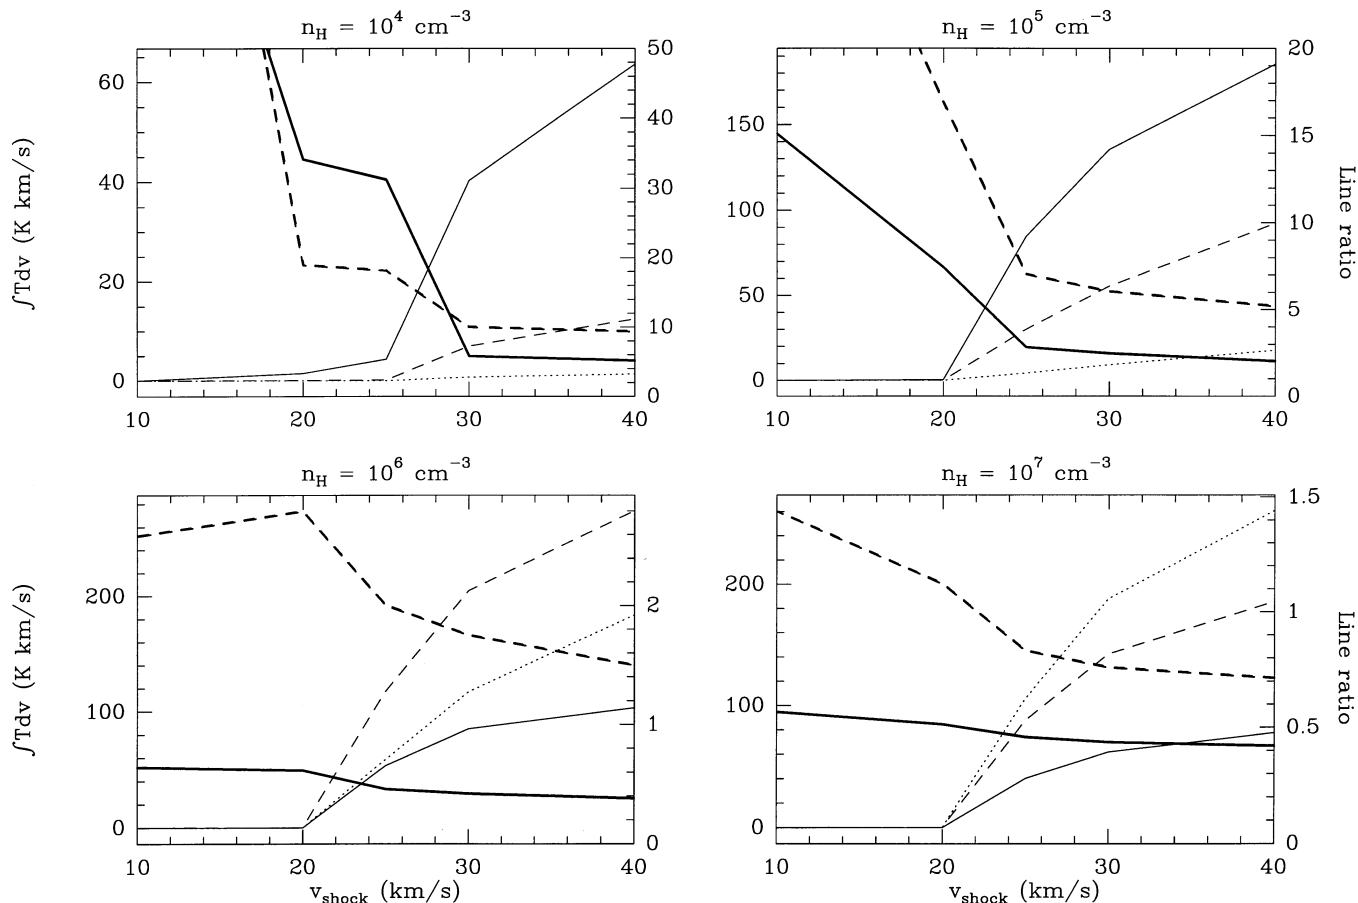 n_H = 10^4 cm^-3
n_H = 10^5 cm^-3
∫Tdv (K km/s)
60
40
20
0
50
40
30
20
10
0
10 20 30 40
150
100
50
0
20
15
10
5
0
Line ratio
10 20 30 40
n_H = 10^6 cm^-3
n_H = 10^7 cm^-3
∫Tdv (K km/s)
200
100
0
2
1
0
10 20 30 40
v_shock (km/s)
200
100
0
1.5
1
0.5
0
Line ratio
10 20 30 40
v_shock (km/s)